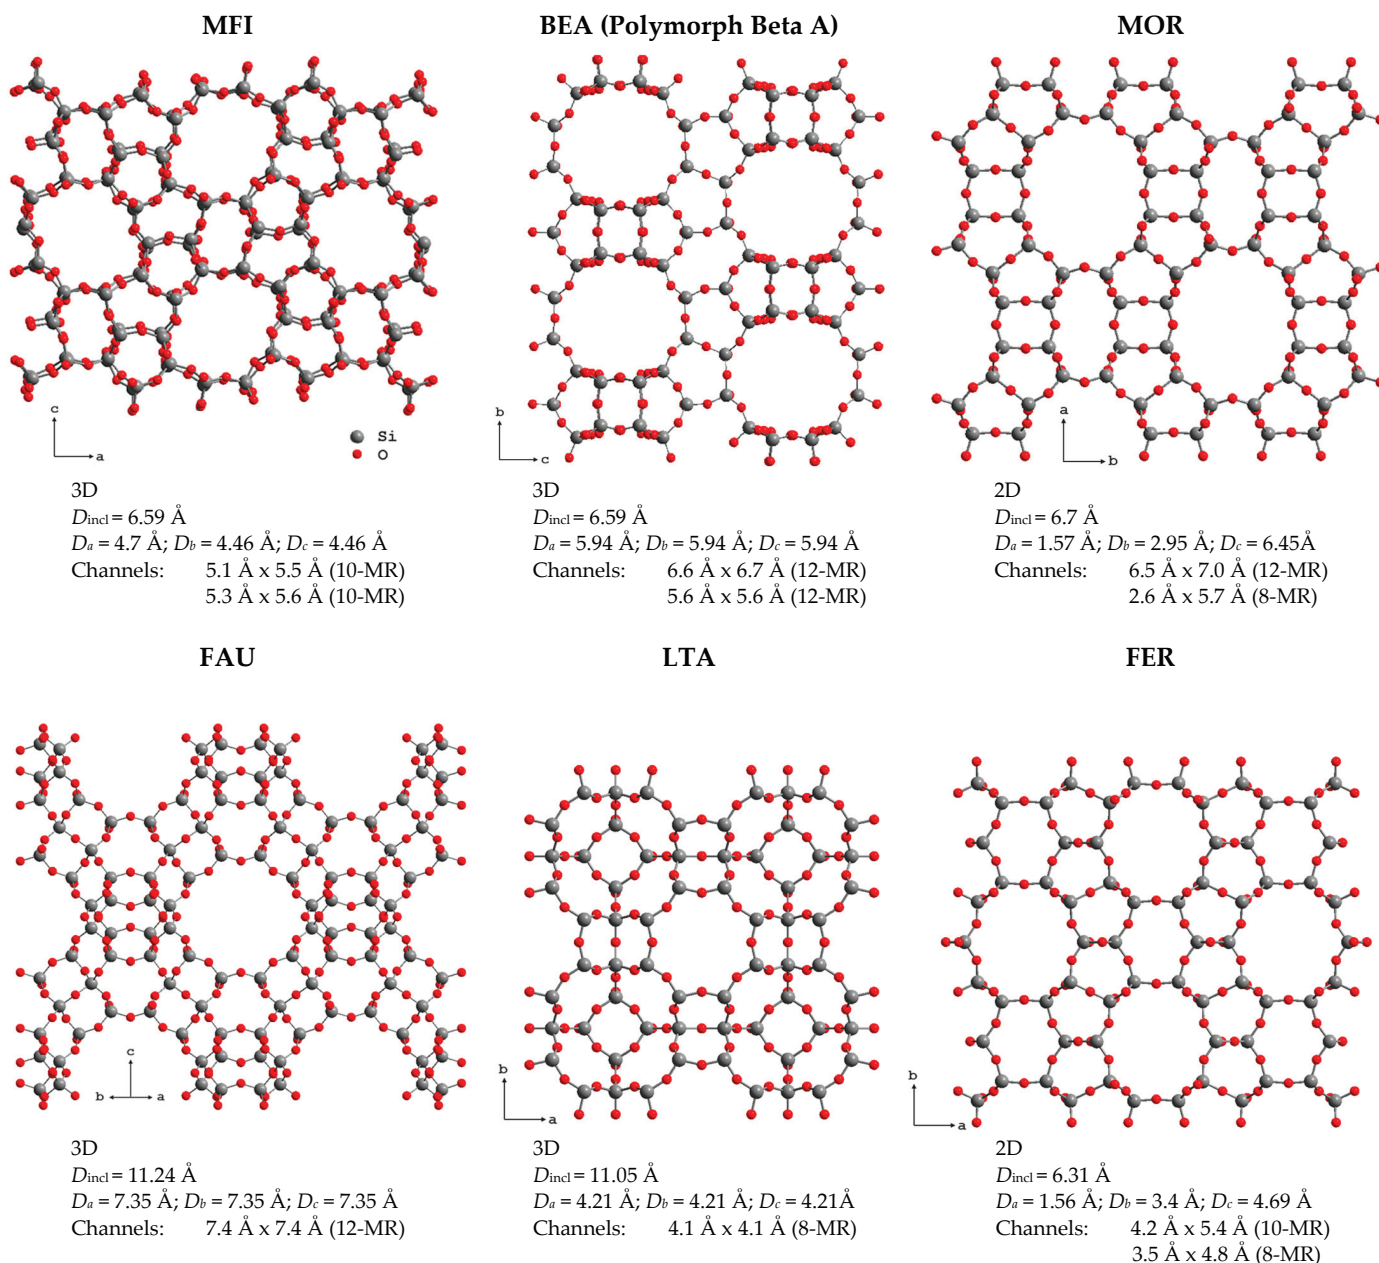 MFI
BEA (Polymorph Beta A)
MOR
c
a
Si
O
b
c
a
b
3D
Dincl = 6.59 Å
Da = 4.7 Å; Db = 4.46 Å; Dc = 4.46 Å
Channels: 5.1 Å x 5.5 Å (10-MR)
5.3 Å x 5.6 Å (10-MR)
3D
Dincl = 6.59 Å
Da = 5.94 Å; Db = 5.94 Å; Dc = 5.94 Å
Channels: 6.6 Å x 6.7 Å (12-MR)
5.6 Å x 5.6 Å (12-MR)
2D
Dincl = 6.7 Å
Da = 1.57 Å; Db = 2.95 Å; Dc = 6.45Å
Channels: 6.5 Å x 7.0 Å (12-MR)
2.6 Å x 5.7 Å (8-MR)
FAU
LTA
FER
c
b a
b
a
b
a
3D
Dincl = 11.24 Å
Da = 7.35 Å; Db = 7.35 Å; Dc = 7.35 Å
Channels: 7.4 Å x 7.4 Å (12-MR)
3D
Dincl = 11.05 Å
Da = 4.21 Å; Db = 4.21 Å; Dc = 4.21Å
Channels: 4.1 Å x 4.1 Å (8-MR)
2D
Dincl = 6.31 Å
Da = 1.56 Å; Db = 3.4 Å; Dc = 4.69 Å
Channels: 4.2 Å x 5.4 Å (10-MR)
3.5 Å x 4.8 Å (8-MR)